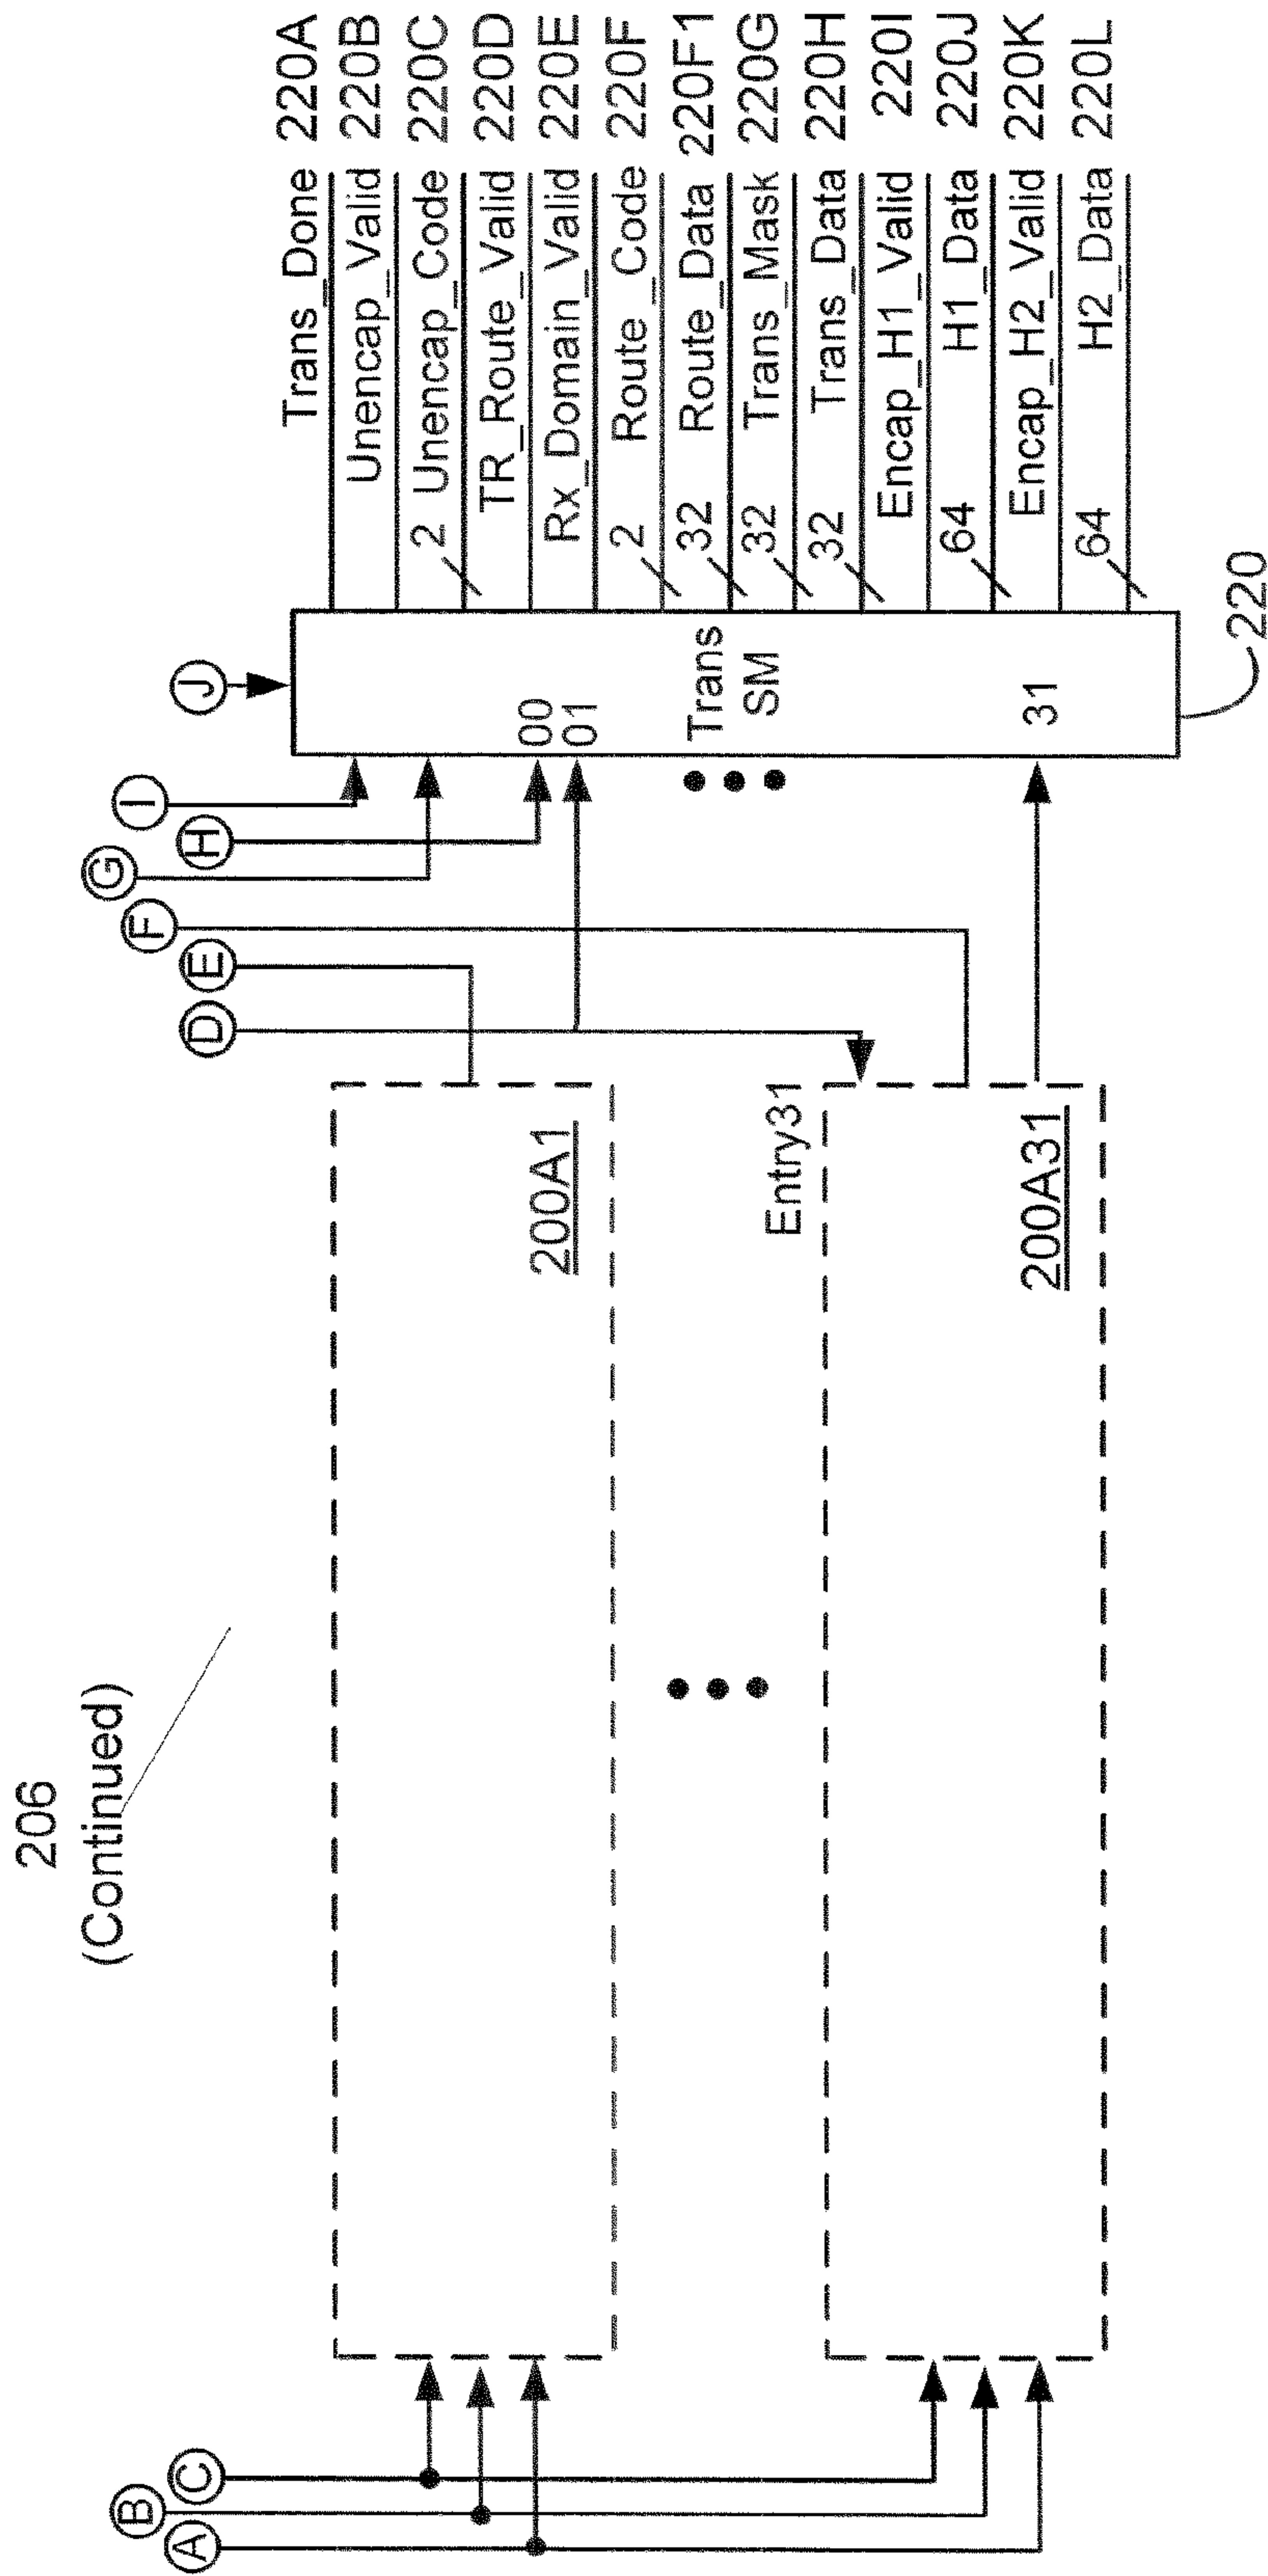 206
(Continued)
A
B
C
D
E
F
G
H
I
J
200A1
Entry31
200A31
00
01
Trans
SM
31
220
Trans_Done 220A
Unencap_Valid 220B
2 Unencap_Code 220C
TR_Route_Valid 220D
Rx_Domain_Valid 220E
2 Route_Code 220F
32 Route_Data 220F1
32 Trans_Mask 220G
32 Trans_Data 220H
Encap_H1_Valid 220I
64 H1_Data 220J
Encap_H2_Valid 220K
64 H2_Data 220L